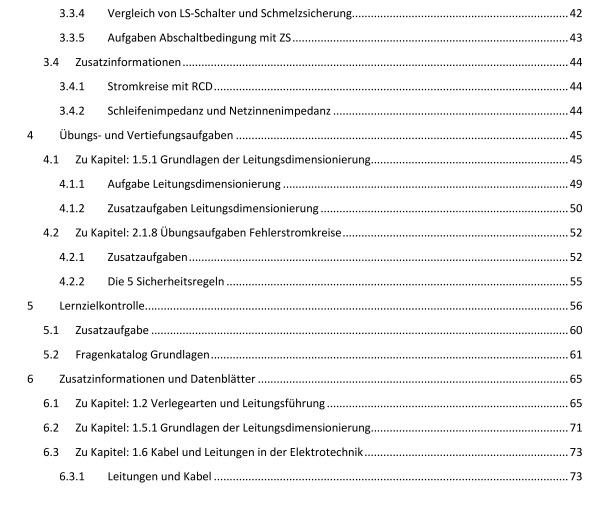 3.3.4 Vergleich von LS-Schalter und Schmelzsicherung 42
3.3.5 Aufgaben Abschaltbedingung mit ZS 43
3.4 Zusatzinformationen 44
3.4.1 Stromkreise mit RCD 44
3.4.2 Schleifenimpedanz und Netzinnenimpedanz 44
4 Übungs- und Vertiefungsaufgaben 45
4.1 Zu Kapitel: 1.5.1 Grundlagen der Leitungsdimensionierung 45
4.1.1 Aufgabe Leitungsdimensionierung 49
4.1.2 Zusatzaufgaben Leitungsdimensionierung 50
4.2 Zu Kapitel: 2.1.8 Übungsaufgaben Fehlerstromkreise 52
4.2.1 Zusatzaufgaben 52
4.2.2 Die 5 Sicherheitsregeln 55
5 Lernzielkontrolle 56
5.1 Zusatzaufgabe 60
5.2 Fragenkatalog Grundlagen 61
6 Zusatzinformationen und Datenblätter 65
6.1 Zu Kapitel: 1.2 Verlegearten und Leitungsführung 65
6.2 Zu Kapitel: 1.5.1 Grundlagen der Leitungsdimensionierung 71
6.3 Zu Kapitel: 1.6 Kabel und Leitungen in der Elektrotechnik 73
6.3.1 Leitungen und Kabel 73